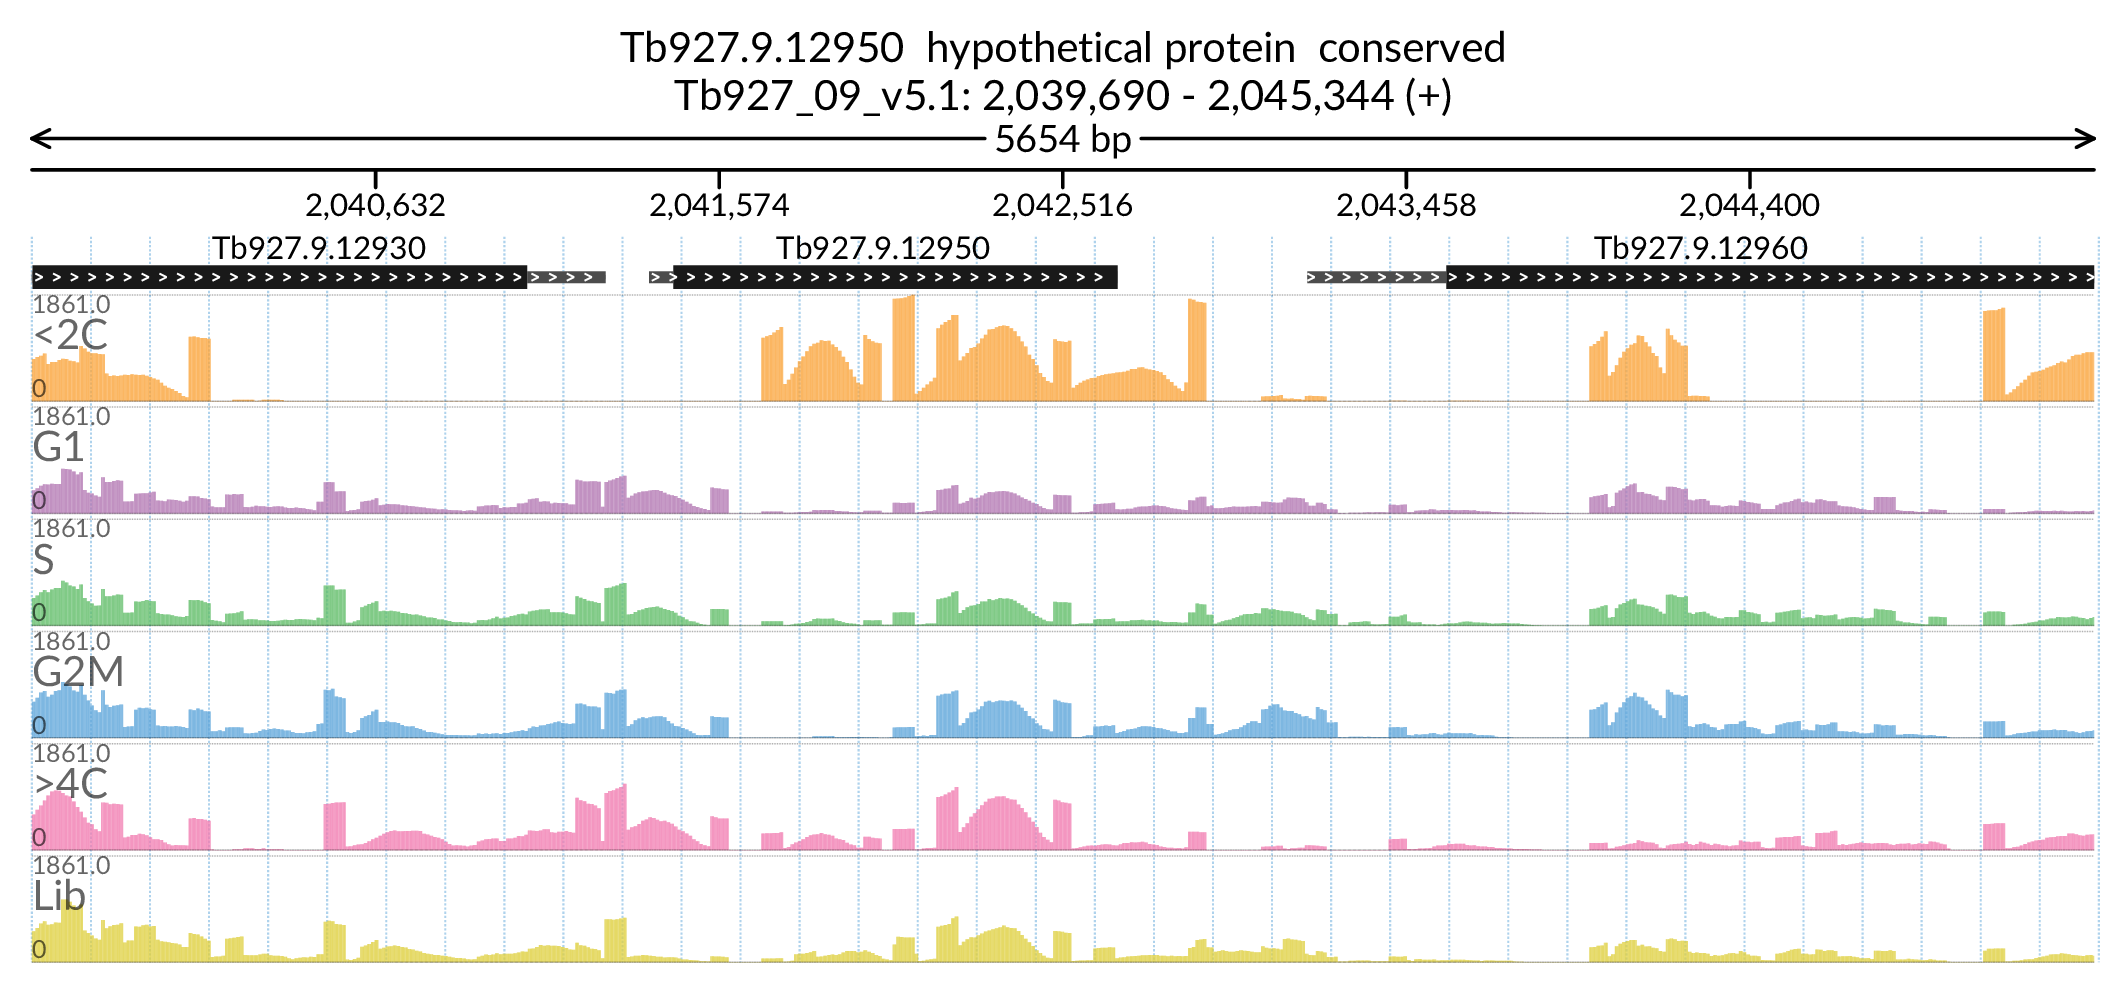 Tb927.9.12950  hypothetical protein  conserved
Tb927_09_v5.1: 2,039,690 - 2,045,344 (+)
5654 bp
2,040,632 2,041,574 2,042,516 2,043,458 2,044,400
Tb927.9.12930 Tb927.9.12950 Tb927.9.12960
1861.0
<2C
0
1861.0
G1
0
1861.0
S
0
1861.0
G2M
0
1861.0
>4C
0
1861.0
Lib
0